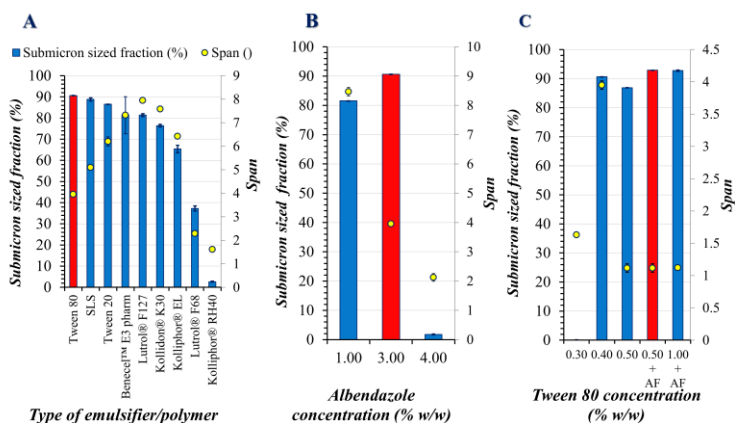 A
B
C
Submicron sized fraction (%)
Span ()
Submicron sized fraction (%)
100
90
80
70
60
50
40
30
20
10
0
9
8
7
6
5
4
3
2
1
0
Span
Tween 80
SLS
Tween 20
Benecel™ E3 pharm
Lutrol® F127
Kollidon® K30
Kolliphor® EL
Lutrol® F68
Kolliphor® RH40
Type of emulsifier/polymer
Submicron sized fraction (%)
100
90
80
70
60
50
40
30
20
10
0
10
9
8
7
6
5
4
3
2
1
0
Span
1.00
3.00
4.00
Albendazole
concentration (% w/w)
Submicron sized fraction (%)
100
90
80
70
60
50
40
30
20
10
0
4.5
4
3.5
3
2.5
2
1.5
1
0.5
0
Span
0.30 0.40 0.50 0.50 1.00
+ +
AF AF
Tween 80 concentration
(% w/w)